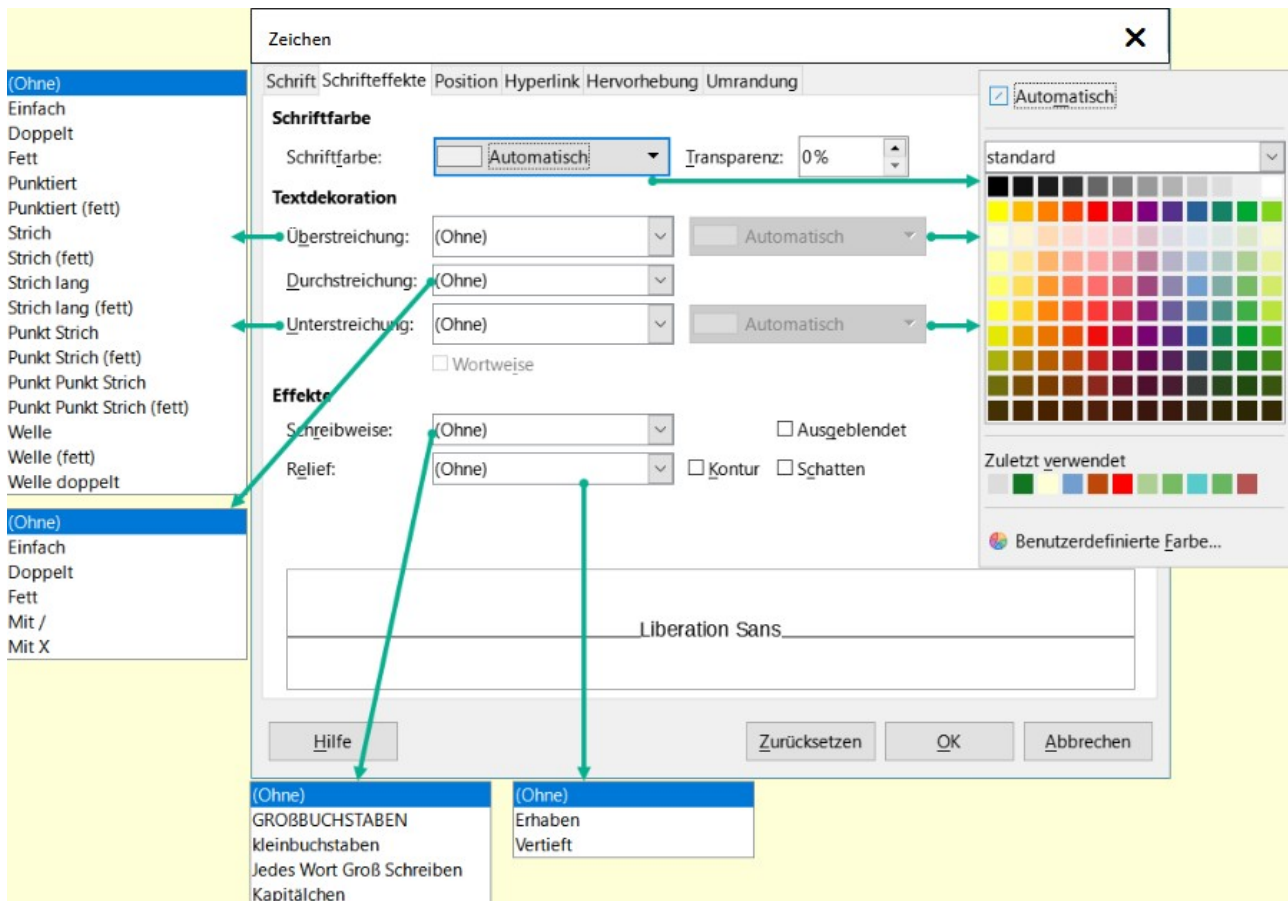 Zeichen
Schrift Schrifteffekte Position Hyperlink Hervorhebung Umrandung
Schriftfarbe
Schriftfarbe: Automatisch Transparenz: 0%
Textdekoration
Überstreichung: (Ohne) Automatisch
Durchstreichung: (Ohne)
Unterstreichung: (Ohne) Automatisch
Wortweise
Effekte
Schreibweise: (Ohne) Ausgeblendet
Relief: (Ohne) Kontur Schatten
Liberation Sans
Hilfe Zurücksetzen OK Abbrechen
(Ohne)
Einfach
Doppelt
Fett
Punktiert
Punktiert (fett)
Strich
Strich (fett)
Strich lang
Strich lang (fett)
Punkt Strich
Punkt Strich (fett)
Punkt Punkt Strich
Punkt Punkt Strich (fett)
Welle
Welle (fett)
Welle doppelt
(Ohne)
Einfach
Doppelt
Fett
Mit /
Mit X
Automatisch
standard
Zuletzt verwendet
Benutzerdefinierte Farbe...
(Ohne)
GROßBUCHSTABEN
kleinbuchstaben
Jedes Wort Groß Schreiben
Kapitälchen
(Ohne)
Erhaben
Vertieft